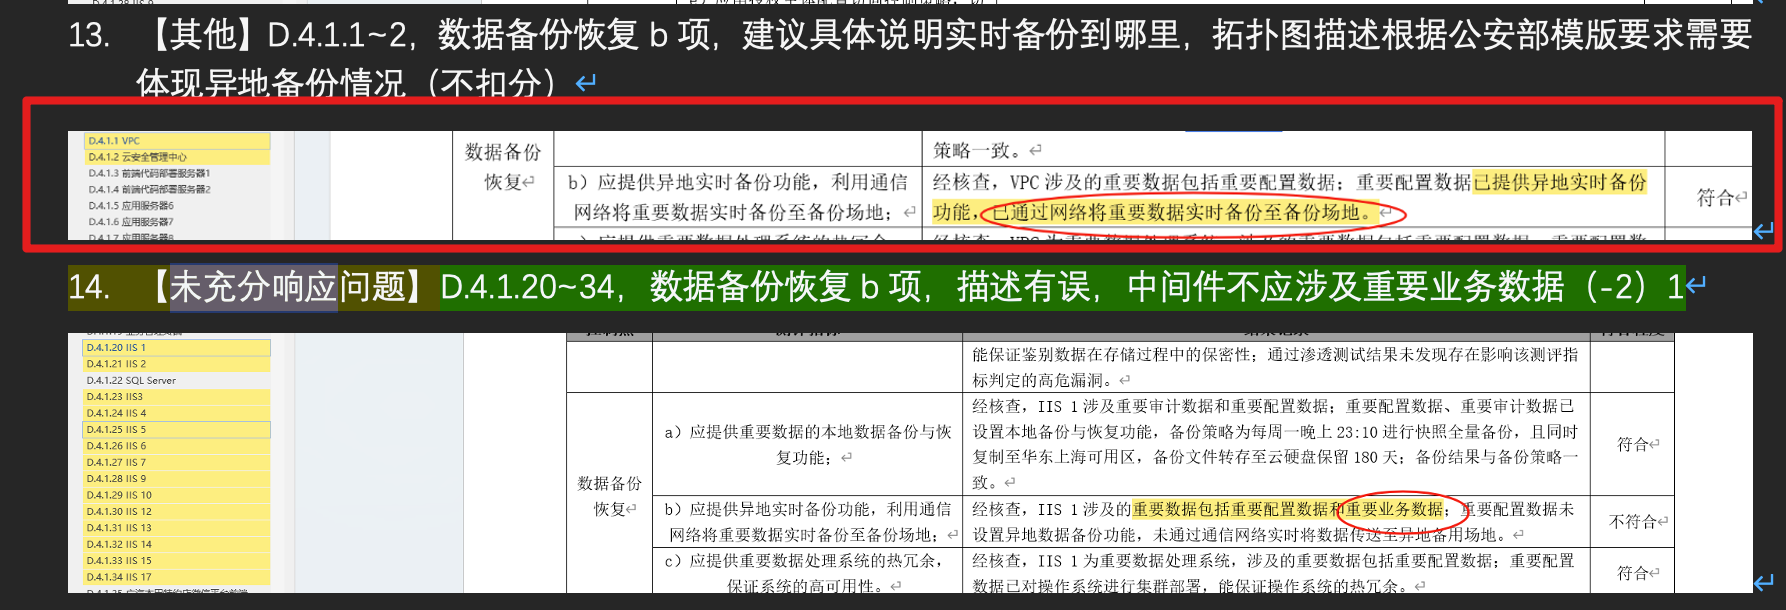 13. 【其他】D.4.1.1~2，数据备份恢复 b 项，建议具体说明实时备份到哪里，拓扑图描述根据公安部模版要求需要
体现异地备份情况（不扣分）
D.4.1.1 VPC
D.4.1.2 云安全管理中心
D.4.1.3 前端代码部署服务器1
D.4.1.4 前端代码部署服务器2
D.4.1.5 应用服务器6
D.4.1.6 应用服务器7
D.4.1.7 应用服务器8
数据备份
恢复
策略一致。
b）应提供异地实时备份功能，利用通信
网络将重要数据实时备份至备份场地；
经核查，VPC 涉及的重要数据包括重要配置数据；重要配置数据已提供异地实时备份
功能，已通过网络将重要数据实时备份至备份场地。
符合
14. 【未充分响应问题】D.4.1.20~34，数据备份恢复 b 项，描述有误，中间件不应涉及重要业务数据（-2）1
D.4.1.20 IIS 1
D.4.1.21 IIS 2
D.4.1.22 SQL Server
D.4.1.23 IIS3
D.4.1.24 IIS 4
D.4.1.25 IIS 5
D.4.1.26 IIS 6
D.4.1.27 IIS 7
D.4.1.28 IIS 9
D.4.1.29 IIS 10
D.4.1.30 IIS 12
D.4.1.31 IIS 13
D.4.1.32 IIS 14
D.4.1.33 IIS 15
D.4.1.34 IIS 17
能保证鉴别数据在存储过程中的保密性；通过渗透测试结果未发现存在影响该测评指
标判定的高危漏洞。
数据备份
恢复
a）应提供重要数据的本地数据备份与恢
复功能；
经核查，IIS 1 涉及重要审计数据和重要配置数据；重要配置数据、重要审计数据已
设置本地备份与恢复功能，备份策略为每周一晚上 23:10 进行快照全量备份，且同时
复制至华东上海可用区，备份文件转存至云硬盘保留 180 天；备份结果与备份策略一
致。
符合
b）应提供异地实时备份功能，利用通信
网络将重要数据实时备份至备份场地；
经核查，IIS 1 涉及的重要数据包括重要配置数据和重要业务数据；重要配置数据未
设置异地数据备份功能，未通过通信网络实时将数据传送至异地备用场地。
不符合
c）应提供重要数据处理系统的热冗余，
保证系统的高可用性。
经核查，IIS 1 为重要数据处理系统，涉及的重要数据包括重要配置数据；重要配置
数据已对操作系统进行集群部署，能保证操作系统的热冗余。
符合